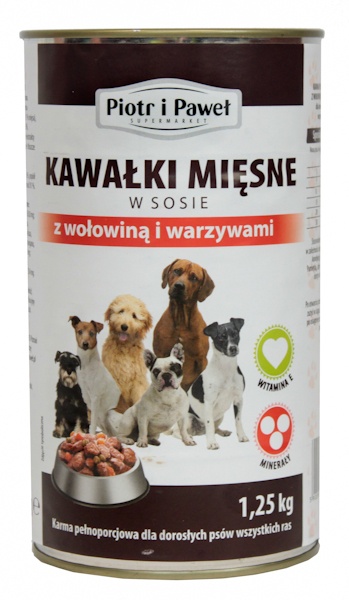 Piotr i Paweł
SUPERMARKET
KAWAŁKI MIĘSNE
W SOSIE
z wołowiną i warzywami
WITAMINA E
MINERAŁY
1,25 kg
Karma pełnoporcjowa dla dorosłych psów wszystkich ras